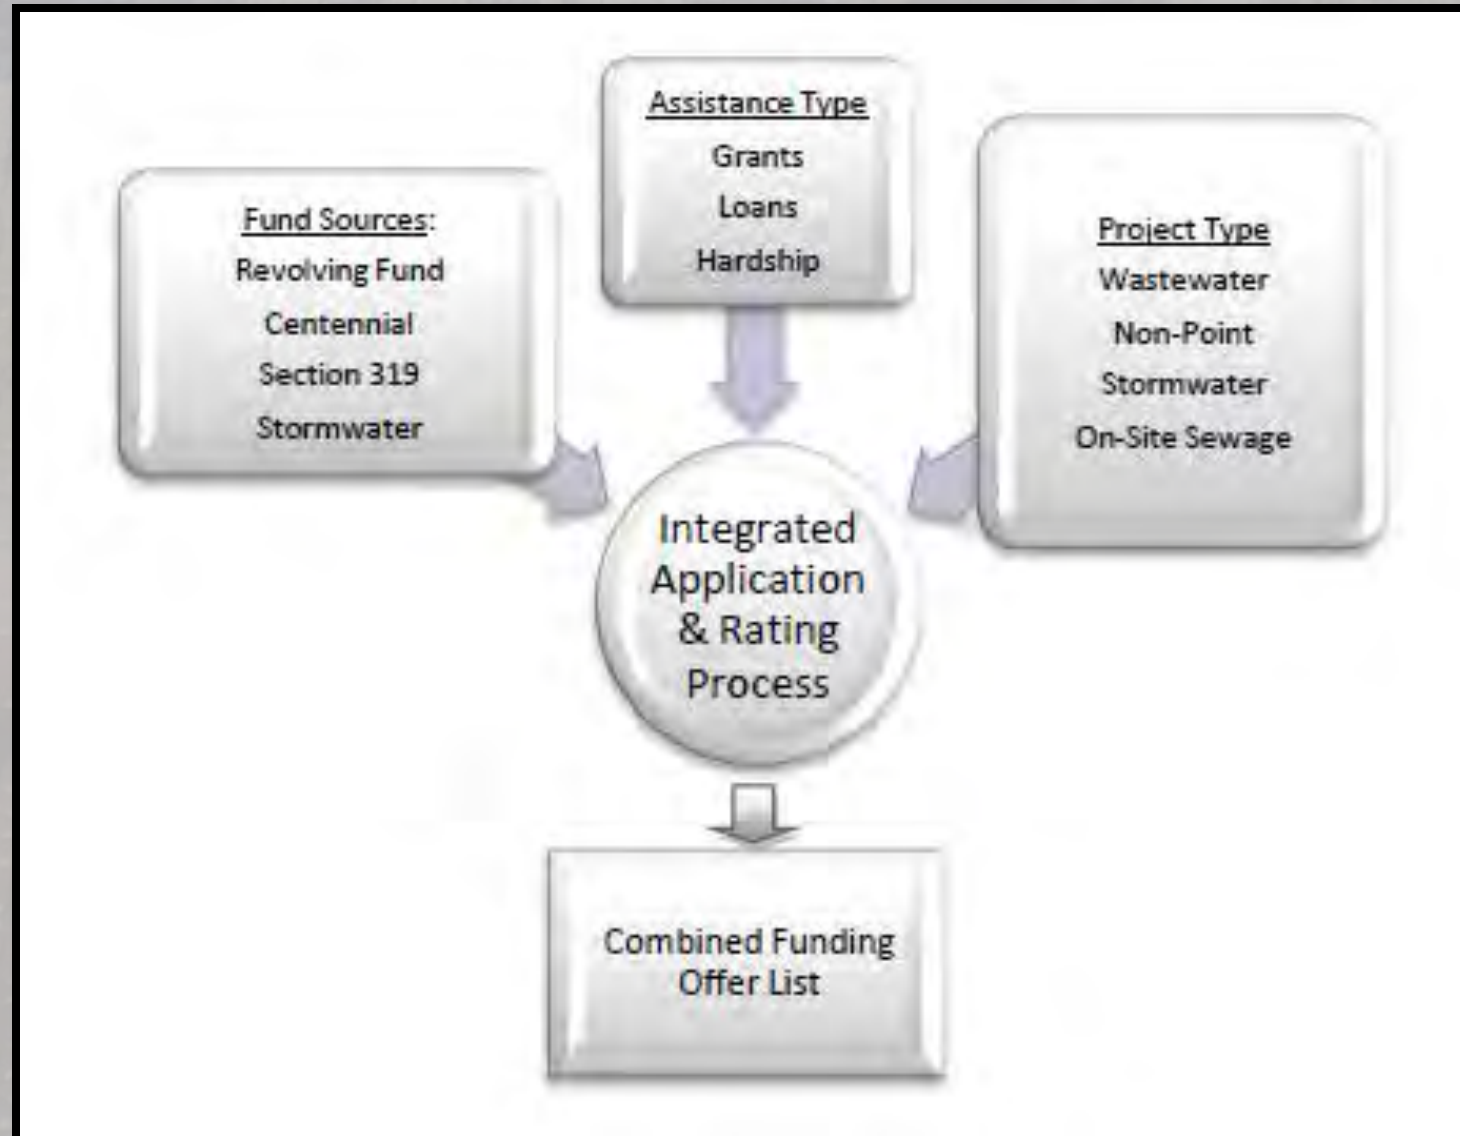 Assistance Type
Grants
Loans
Hardship
Fund Sources:
Revolving Fund
Centennial
Section 319
Stormwater
Project Type
Wastewater
Non-Point
Stormwater
On-Site Sewage
Integrated
Application
& Rating
Process
Combined Funding
Offer List